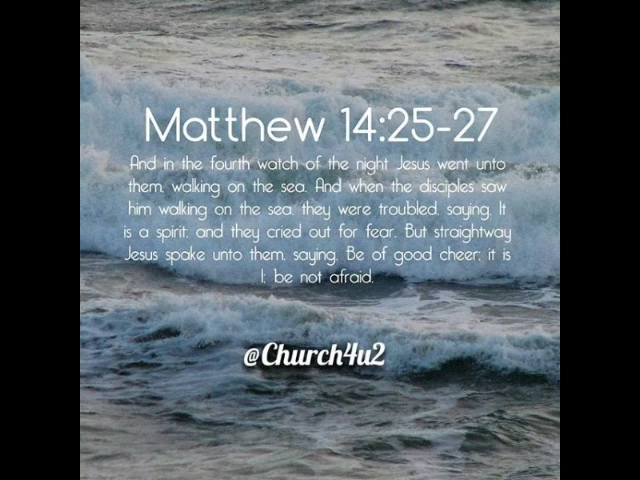 Matthew 14:25-27
And in the fourth watch of the night Jesus went unto
them, walking on the sea. And when the disciples saw
him walking on the sea, they were troubled, saying, It
is a spirit; and they cried out for fear. But straightway
Jesus spake unto them, saying, Be of good cheer; it is
I; be not afraid.
@Church4u2